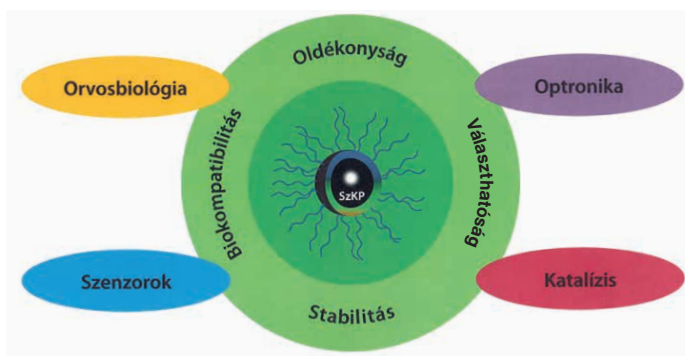 Oldékonyság
Orvosbiológia
Optronika
Biokompatibilitás
Választhatóság
SzKP
Szenzorok
Katalízis
Stabilitás